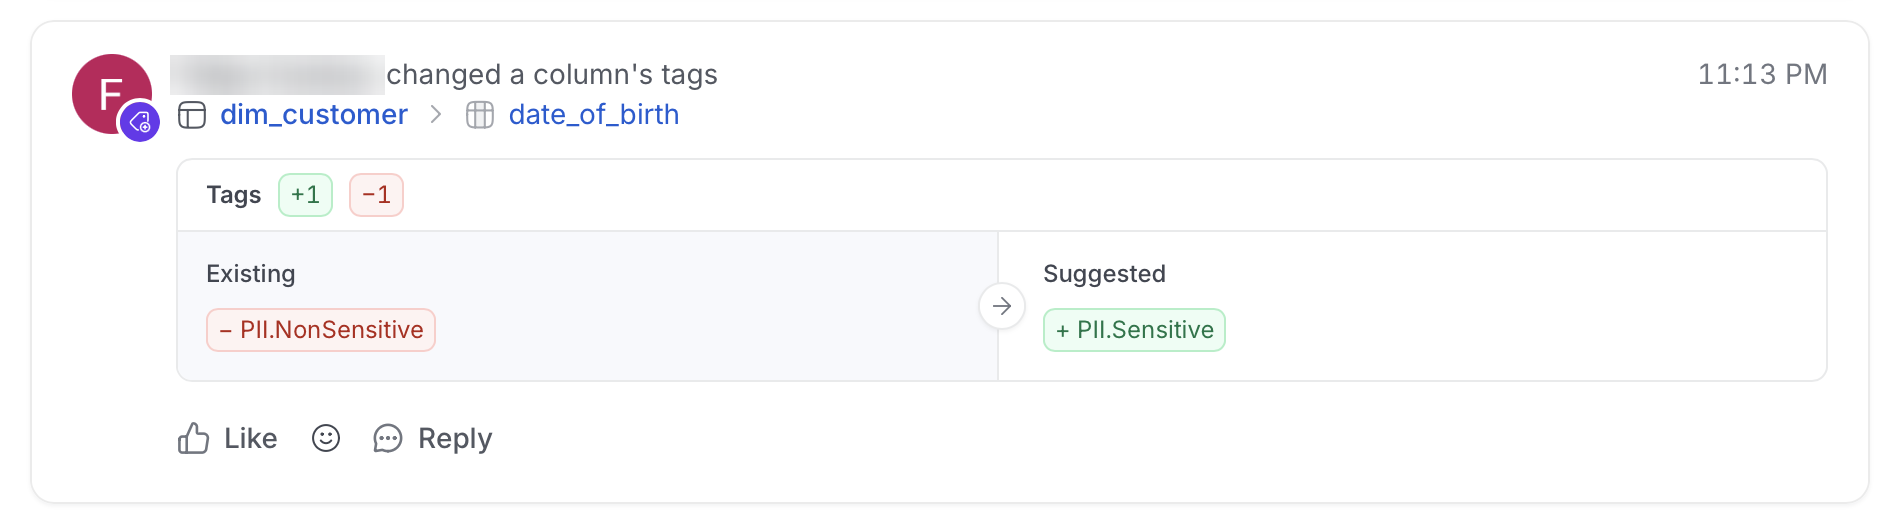 F
changed a column's tags
11:13 PM
dim_customer > date_of_birth
Tags +1 −1
Existing
Suggested
− PII.NonSensitive
+ PII.Sensitive
Like
Reply